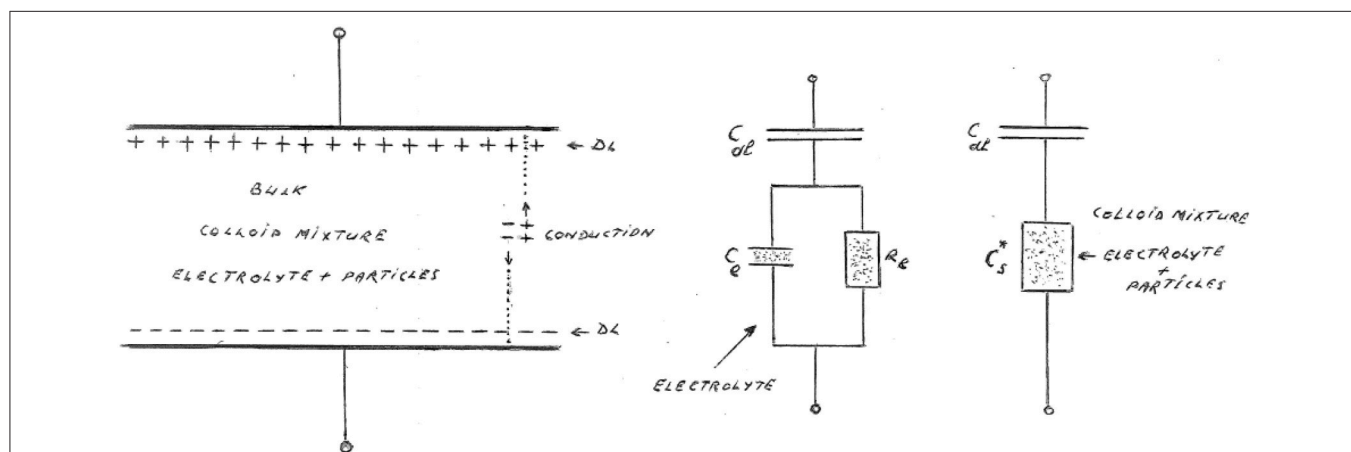 + + + + + + + + + + + + + + + + +
← DL
BULK
COLLOID MIXTURE
ELECTROLYTE + PARTICLES
CONDUCTION
← DL
C
dl
C
e
R
e
ELECTROLYTE
C
dl
C*
s
COLLOID MIXTURE
← ELECTROLYTE
+
PARTICLES